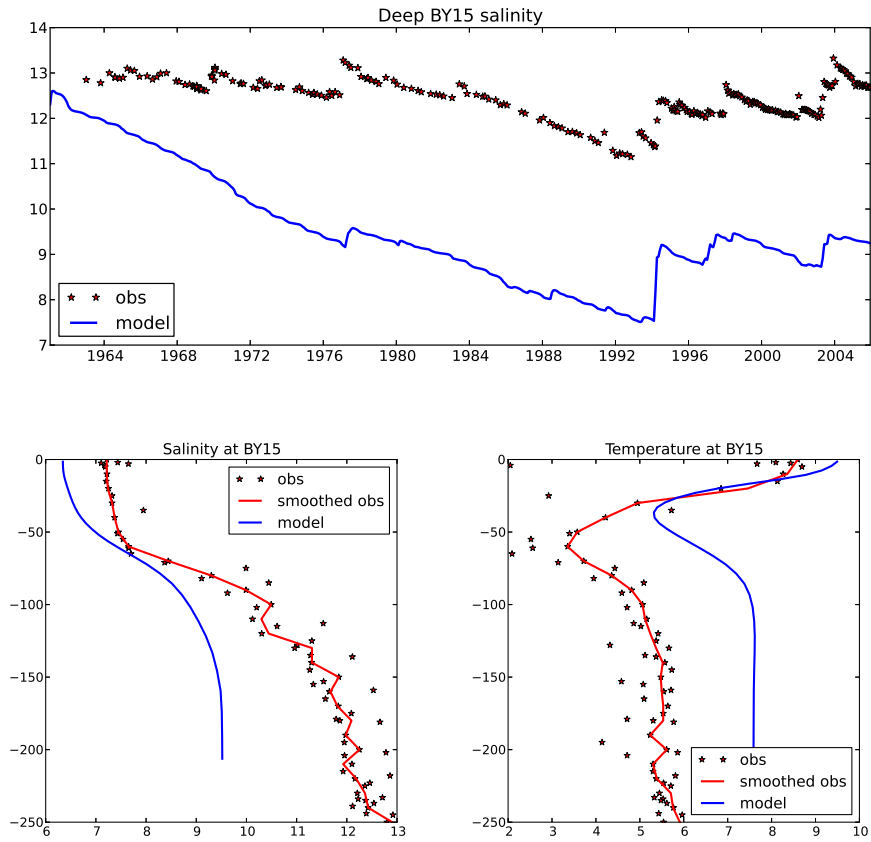 Deep BY15 salinity
14
13
12
11
10
9
8
7
obs
model
1964 1968 1972 1976 1980 1984 1988 1992 1996 2000 2004
Salinity at BY15
0
−50
−100
−150
−200
−250
obs
smoothed obs
model
6 7 8 9 10 11 12 13
Temperature at BY15
0
−50
−100
−150
−200
−250
obs
smoothed obs
model
2 3 4 5 6 7 8 9 10